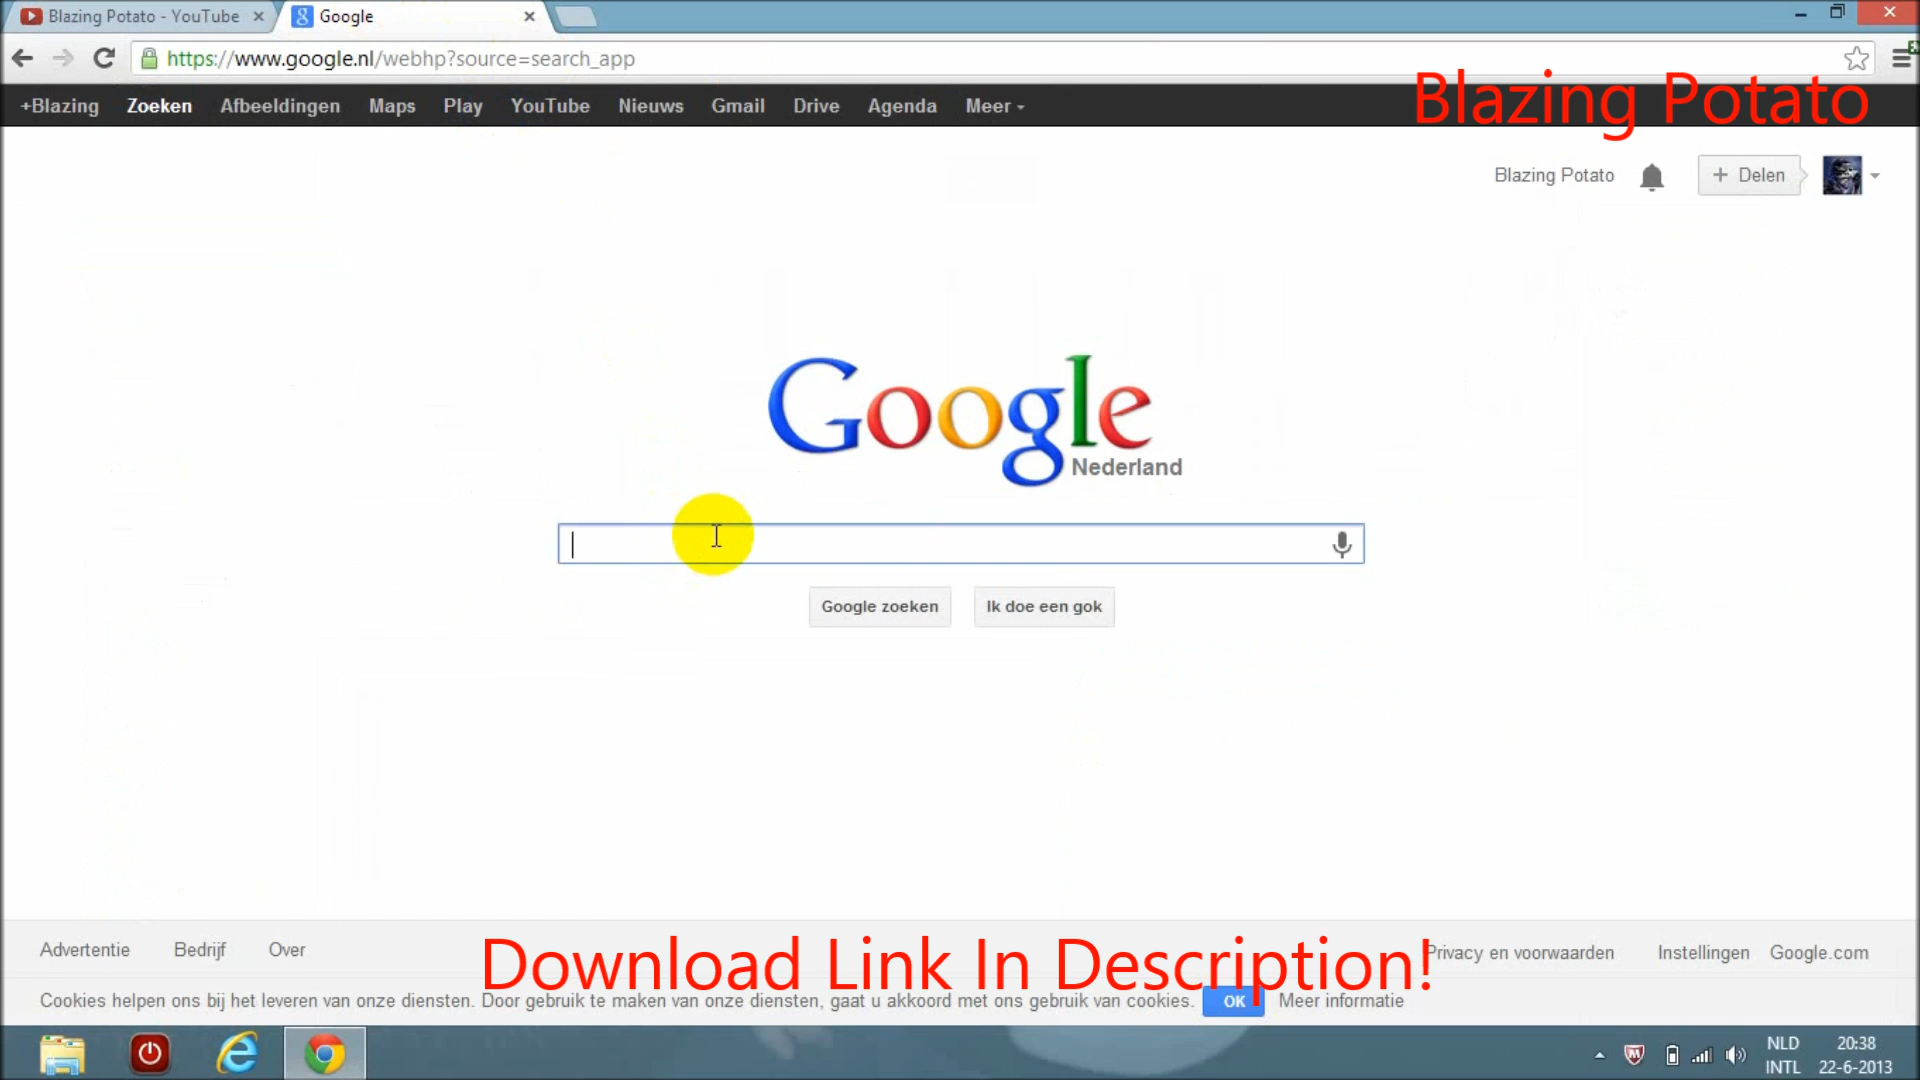 Blazing Potato - YouTube
Google
https://www.google.nl/webhp?source=search_app
+Blazing Zoeken Afbeeldingen Maps Play YouTube Nieuws Gmail Drive Agenda Meer
Blazing Potato
Blazing Potato + Delen
Google
Nederland
Google zoeken Ik doe een gok
Advertentie Bedrijf Over
Download Link In Description!
Privacy en voorwaarden Instellingen Google.com
Cookies helpen ons bij het leveren van onze diensten. Door gebruik te maken van onze diensten, gaat u akkoord met ons gebruik van cookies. OK Meer informatie
NLD 20:38
INTL 22-6-2013